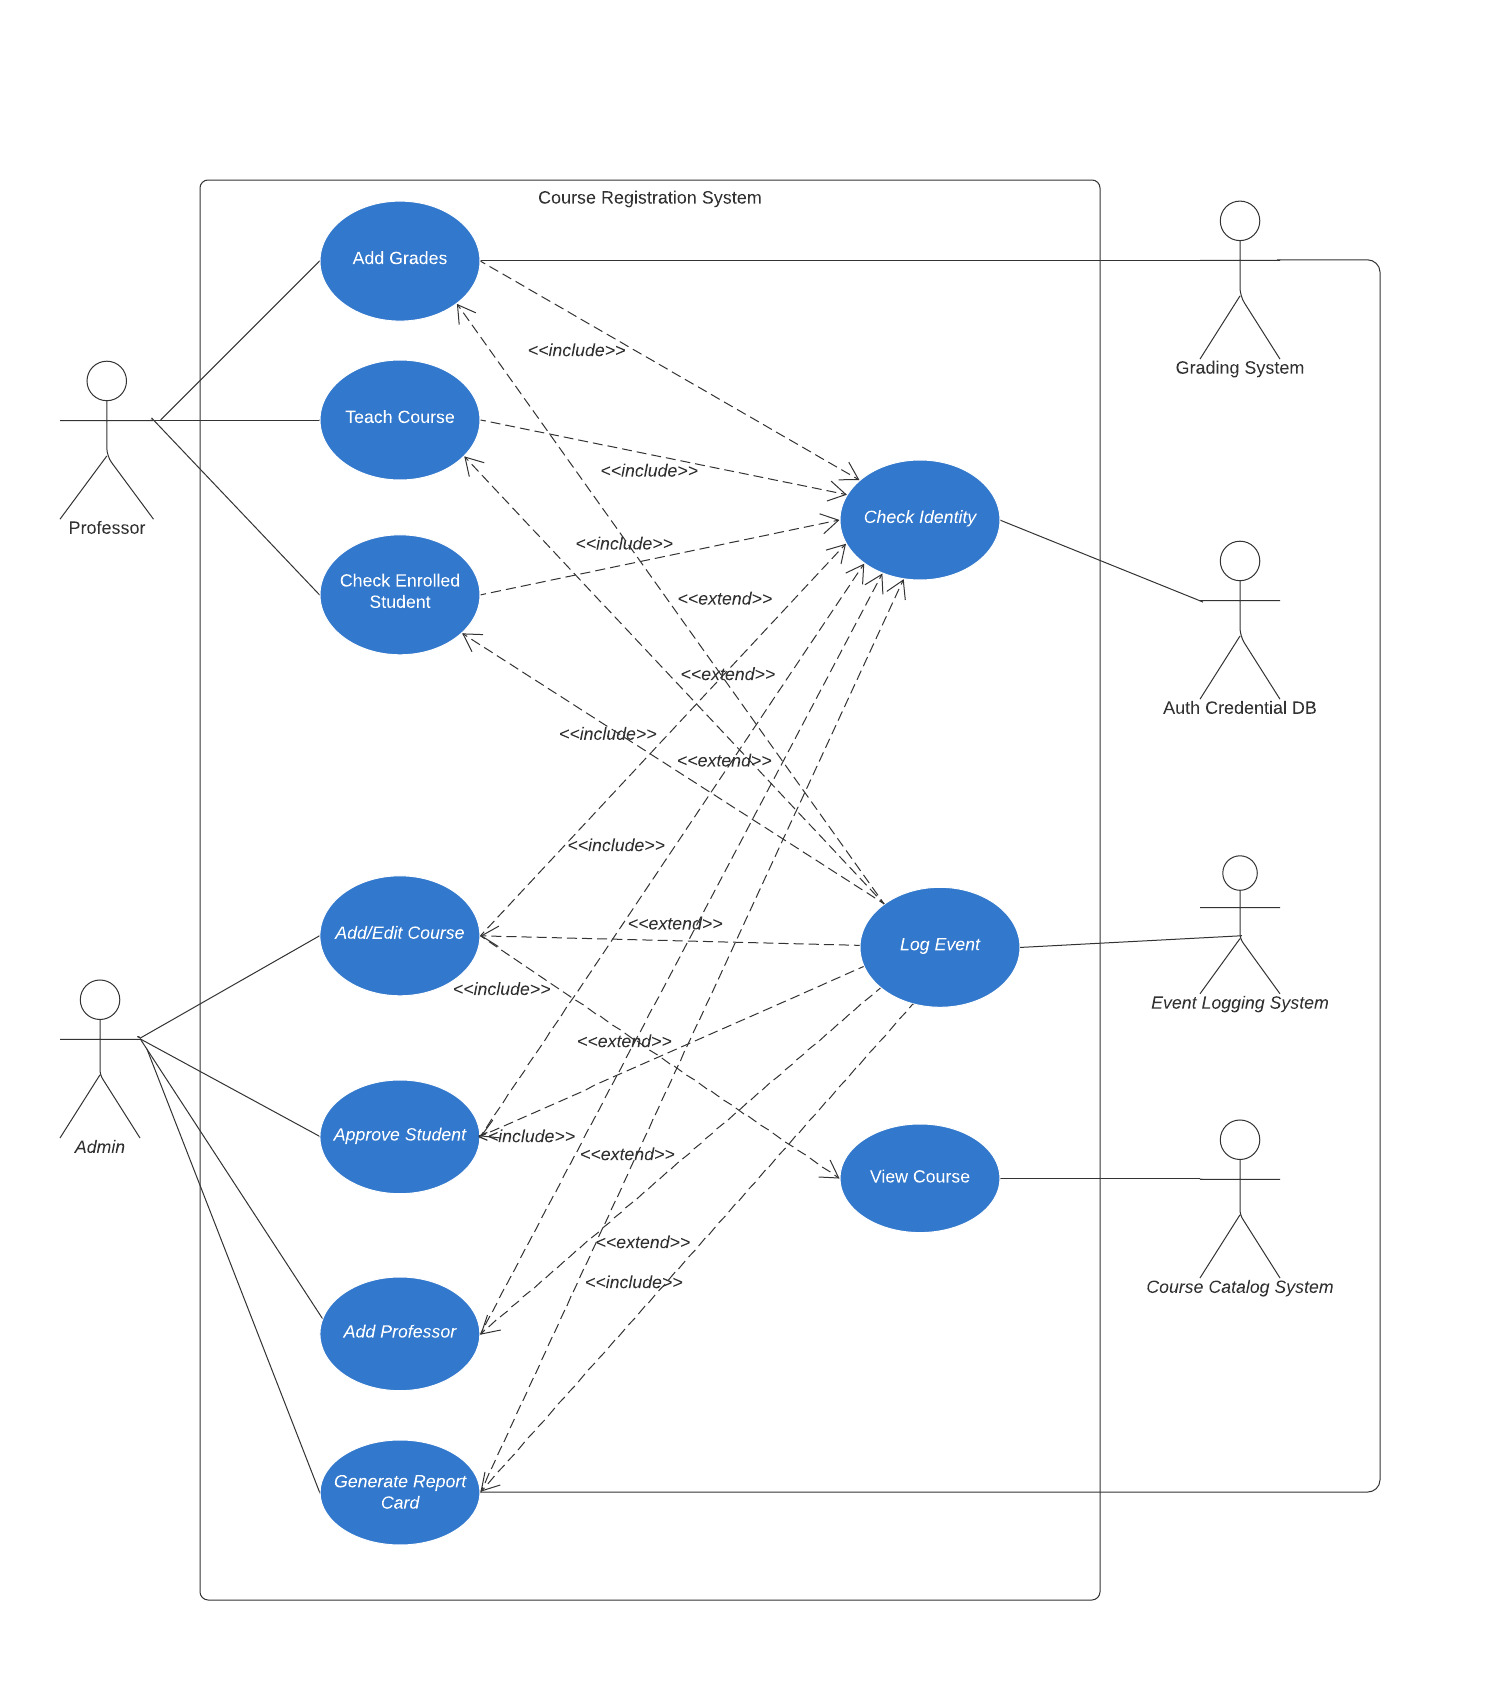 Course Registration System
Add Grades
<<include>>
Grading System
Teach Course
<<include>>
Professor
Check Identity
<<include>>
Check Enrolled
Student
<<extend>>
<<extend>>
Auth Credential DB
<<include>>
<<extend>>
<<include>>
Add/Edit Course
<<extend>>
Log Event
<<include>>
Event Logging System
<<extend>>
Admin
Approve Student
<<include>>
<<extend>>
View Course
<<extend>>
<<include>>
Course Catalog System
Add Professor
Generate Report
Card